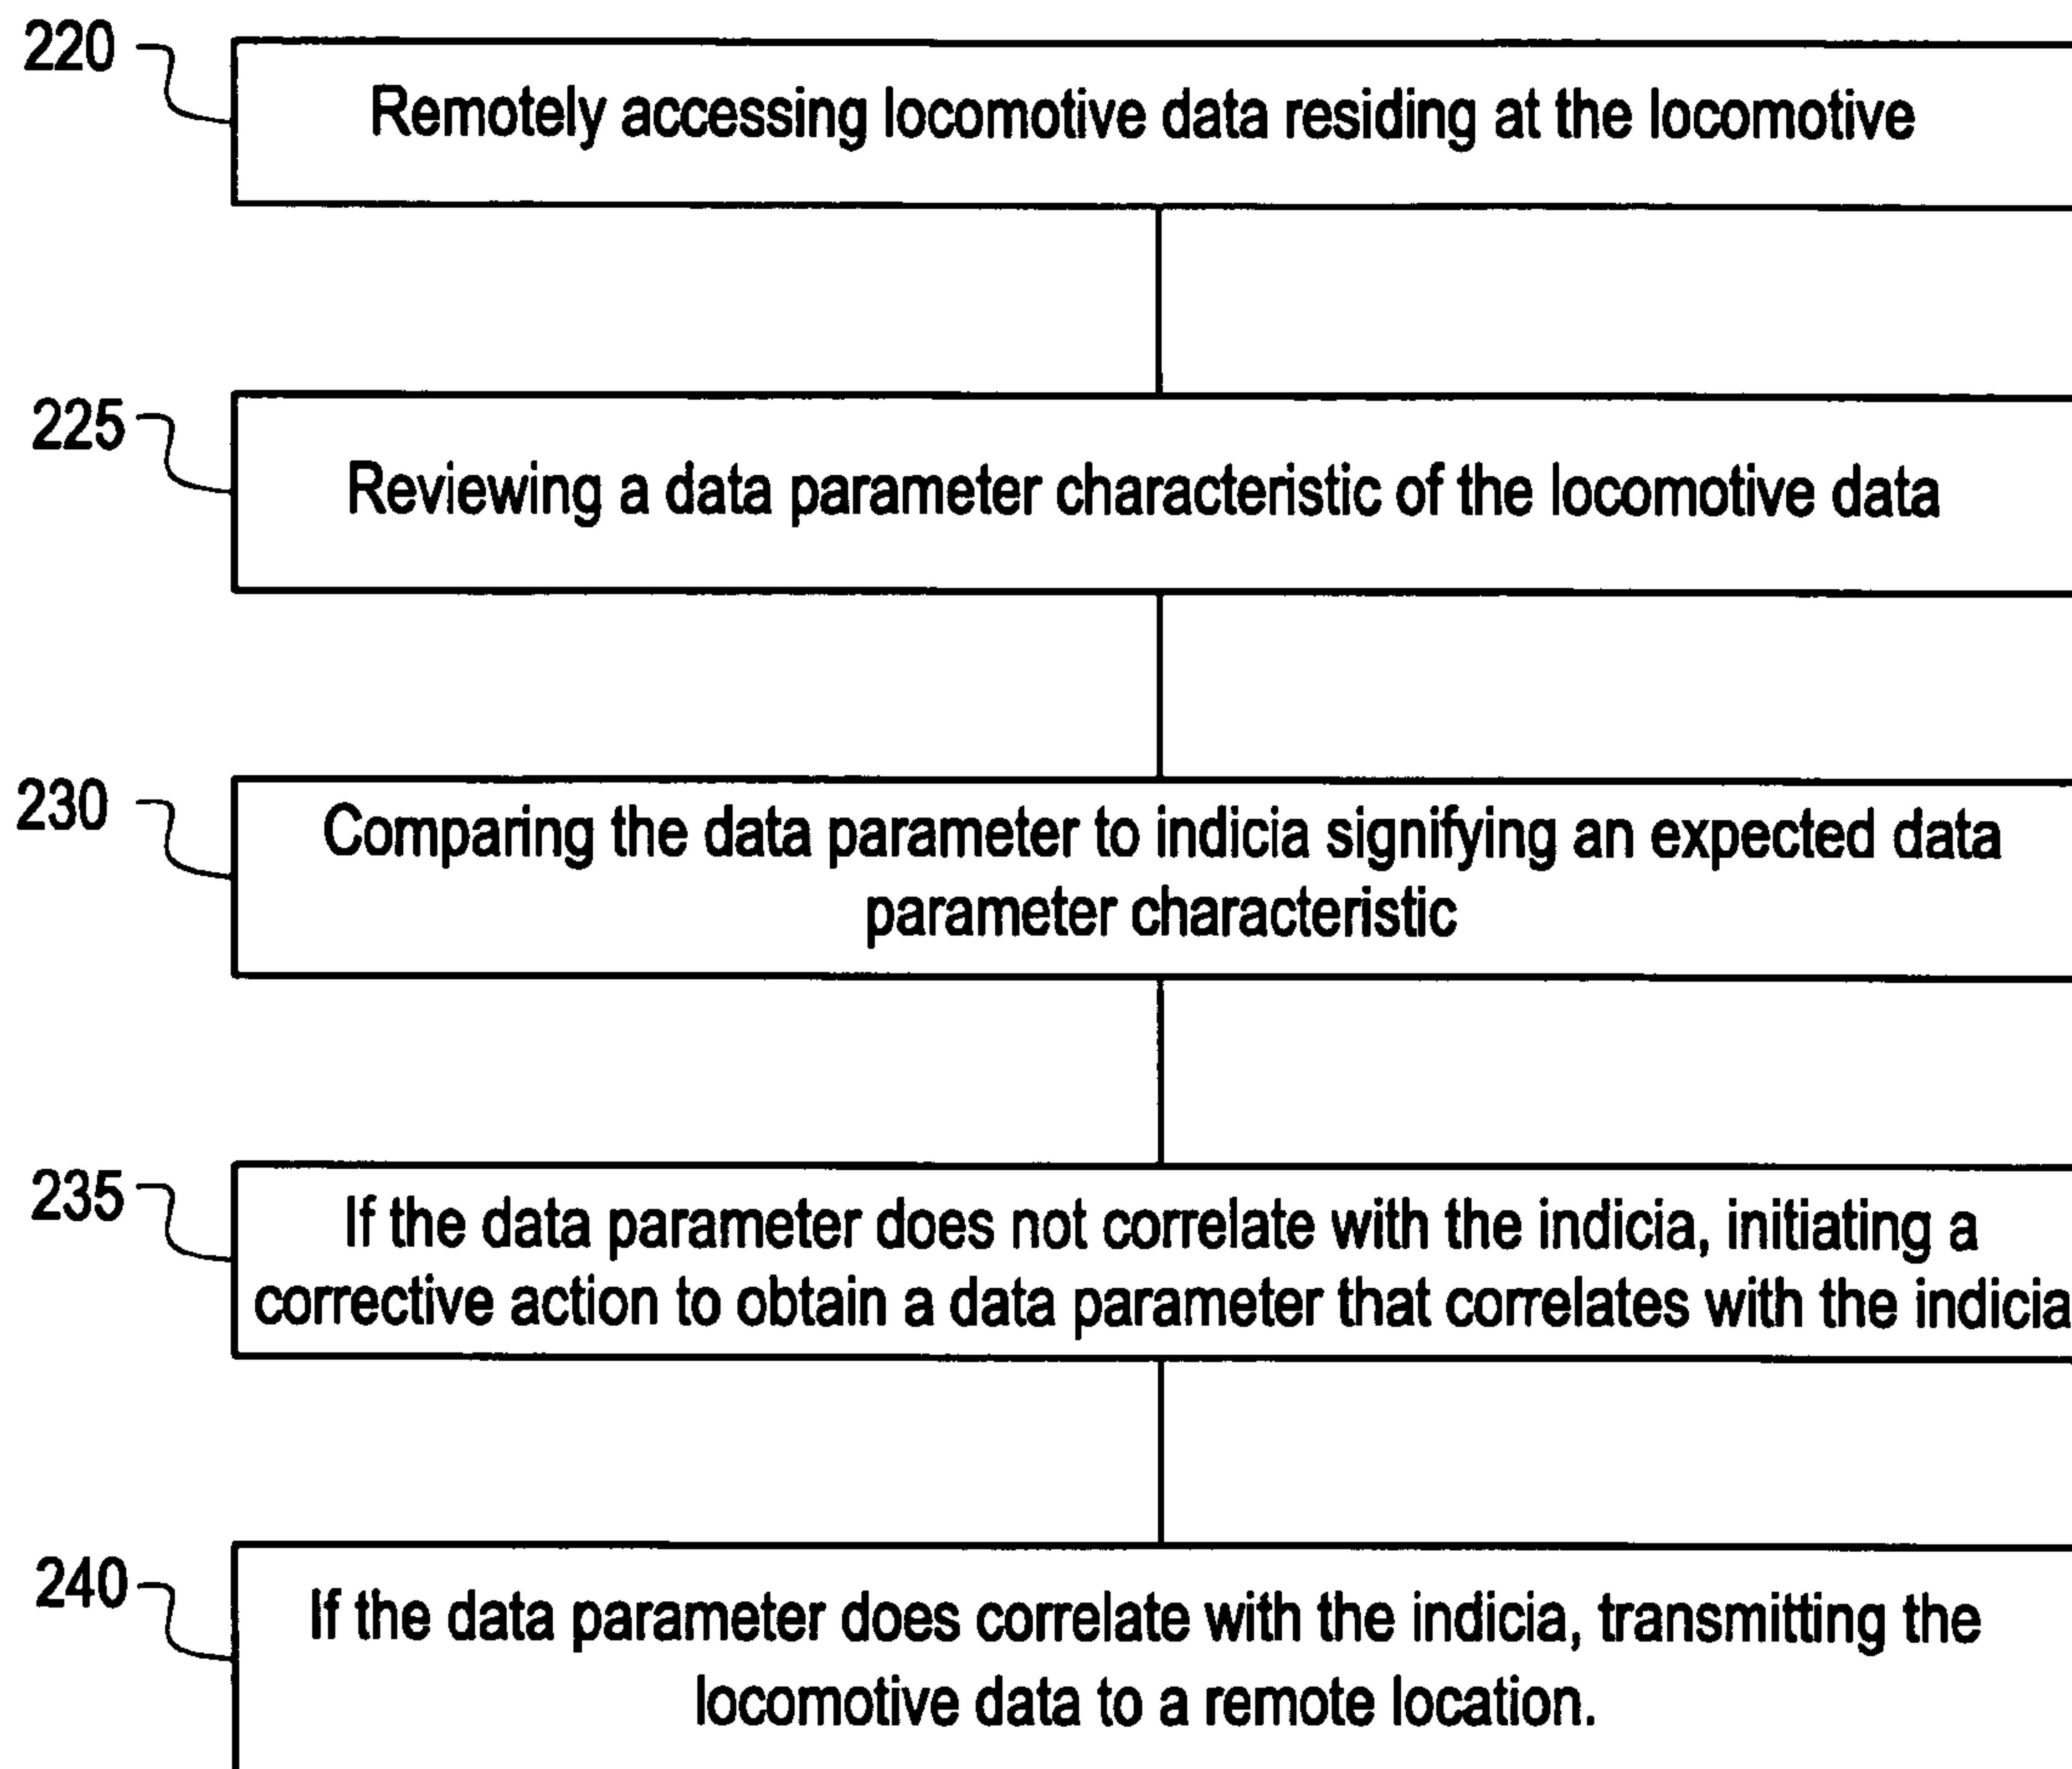 220
Remotely accessing locomotive data residing at the locomotive
225
Reviewing a data parameter characteristic of the locomotive data
230
Comparing the data parameter to indicia signifying an expected data
parameter characteristic
235
If the data parameter does not correlate with the indicia, initiating a
corrective action to obtain a data parameter that correlates with the indicia
240
If the data parameter does correlate with the indicia, transmitting the
locomotive data to a remote location.